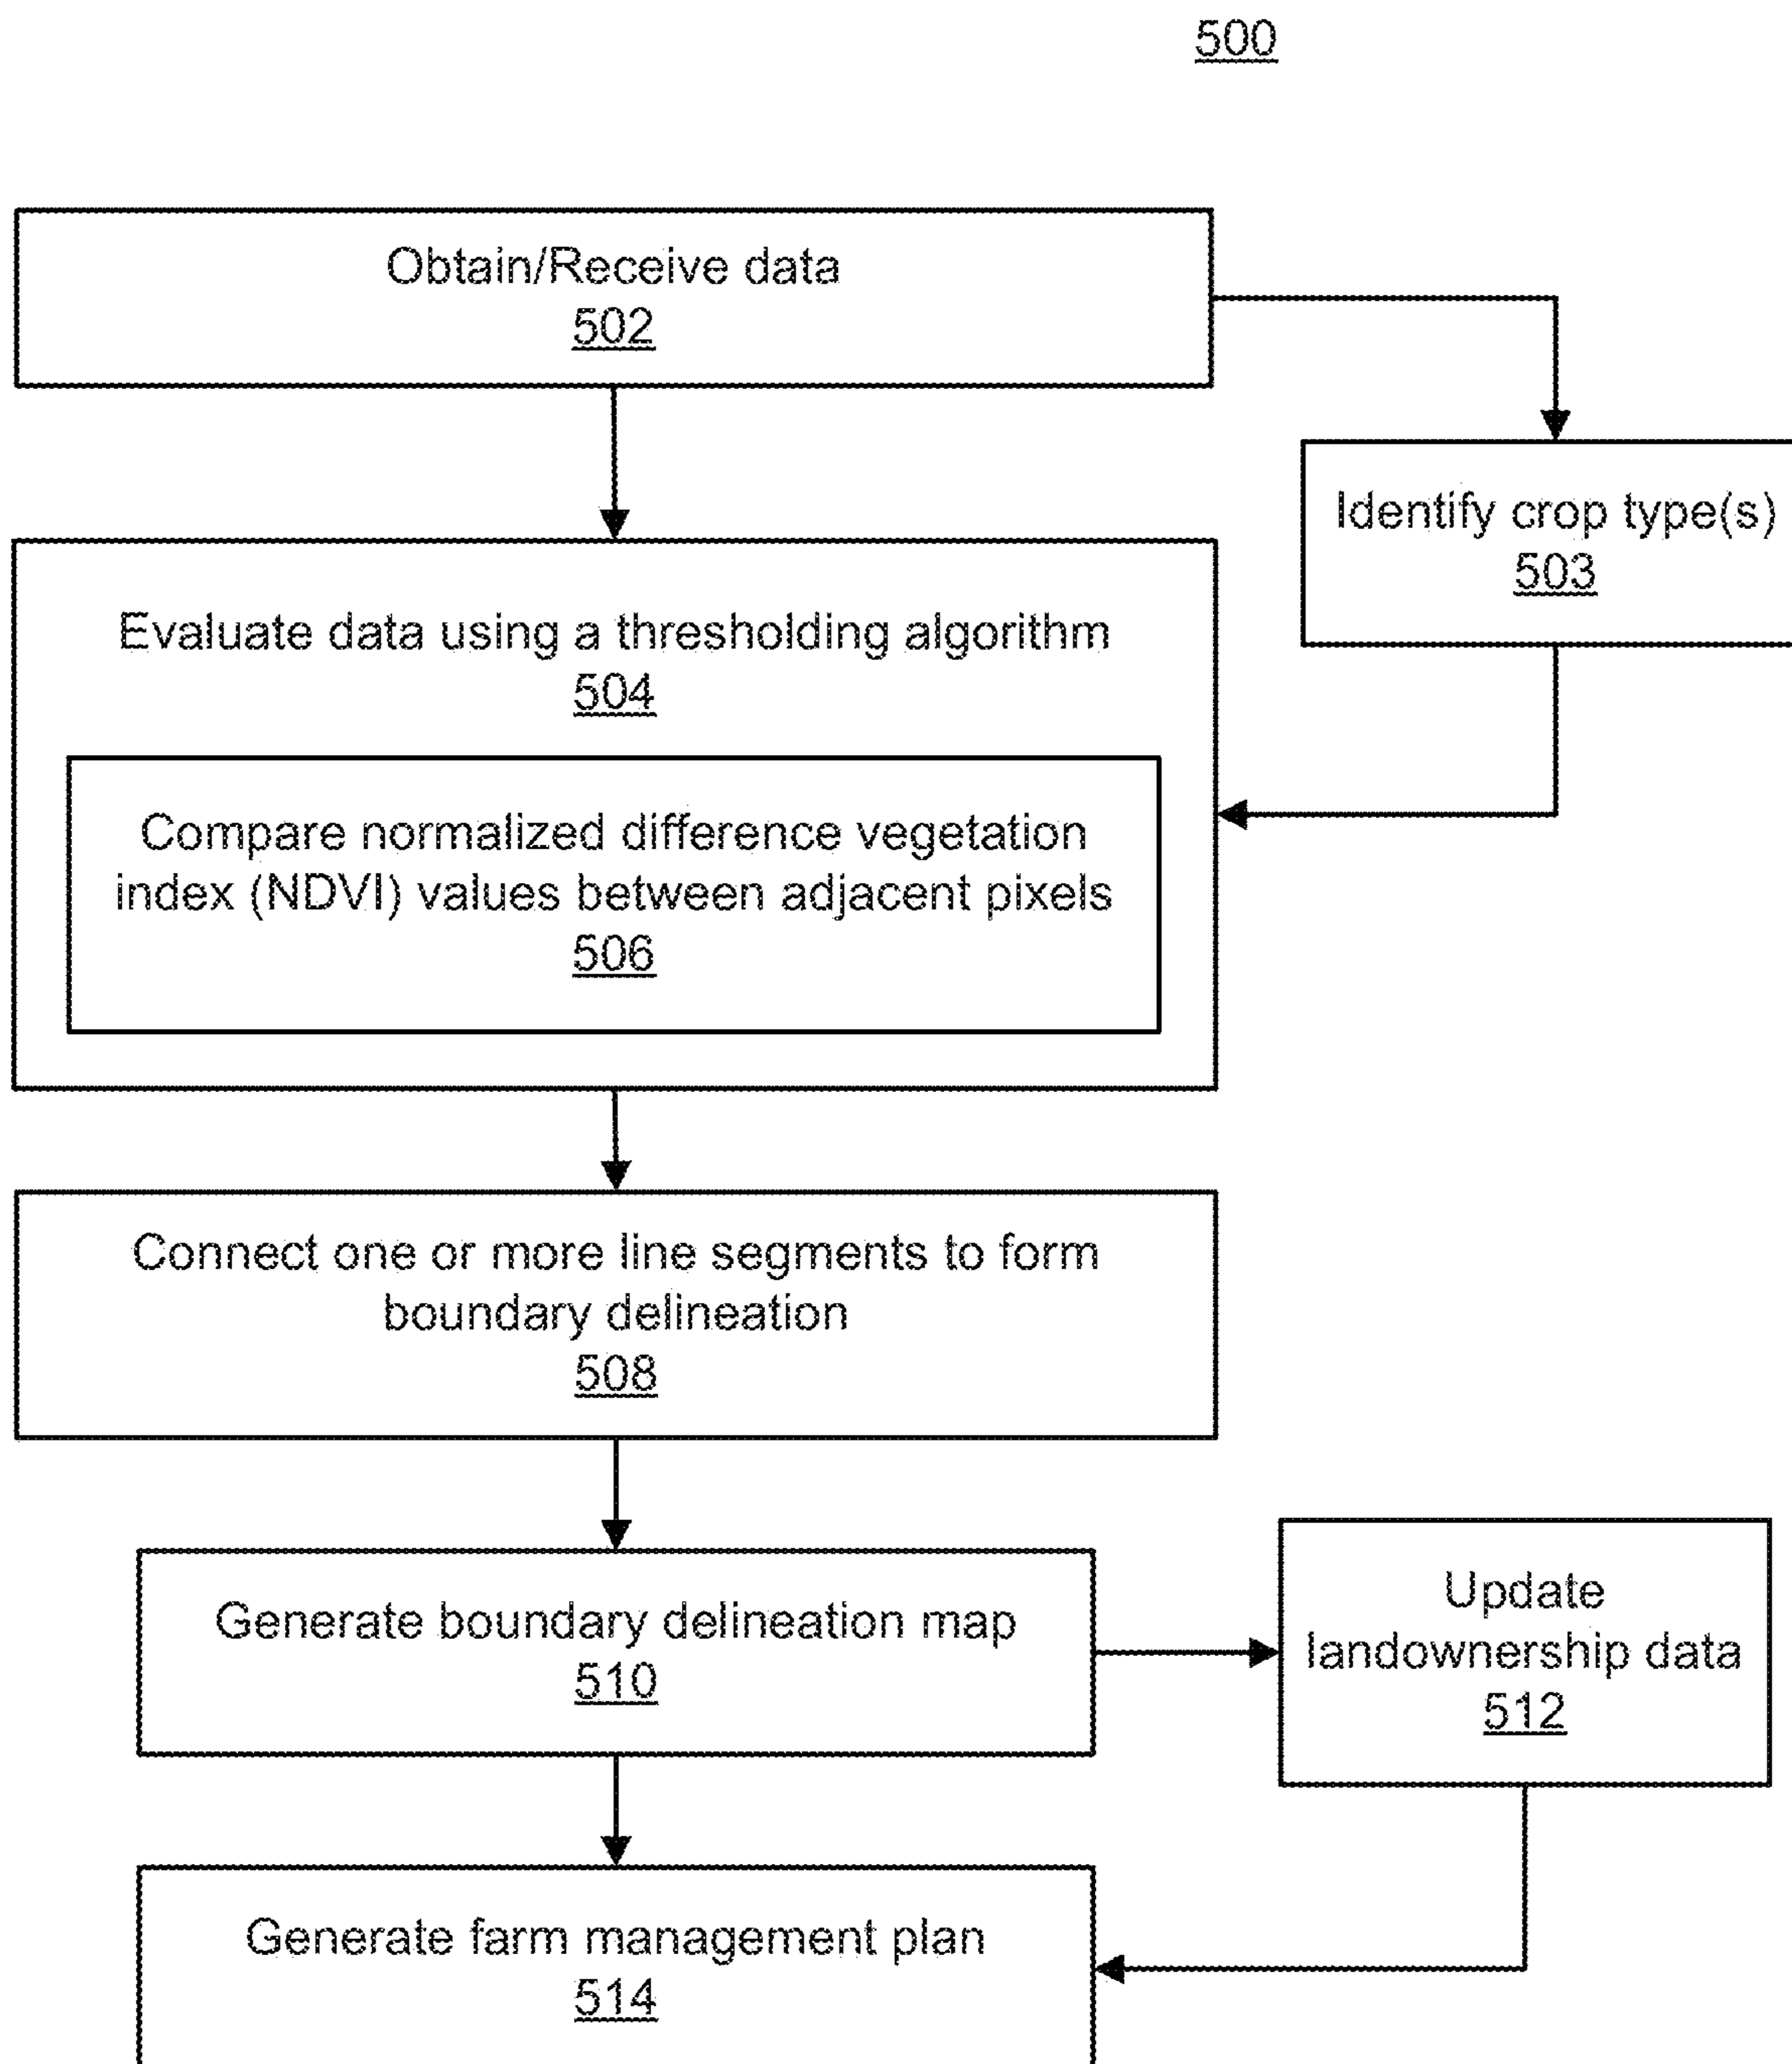 500
Obtain/Receive data
502
Identify crop type(s)
503
Evaluate data using a thresholding algorithm
504
Compare normalized difference vegetation
index (NDVI) values between adjacent pixels
506
Connect one or more line segments to form
boundary delineation
508
Generate boundary delineation map
510
Update
landownership data
512
Generate farm management plan
514